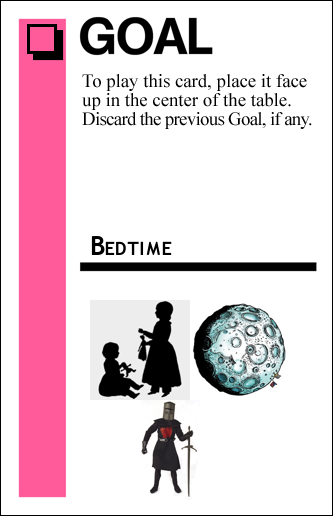 GOAL
To play this card, place it face
up in the center of the table.
Discard the previous Goal, if any.
BEDTIME